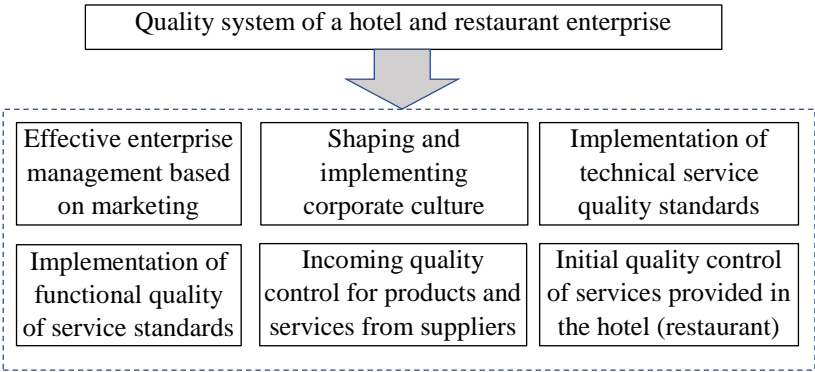 Quality system of a hotel and restaurant enterprise
Effective enterprise
management based
on marketing
Shaping and
implementing
corporate culture
Implementation of
technical service
quality standards
Implementation of
functional quality
of service standards
Incoming quality
control for products and
services from suppliers
Initial quality control
of services provided in
the hotel (restaurant)